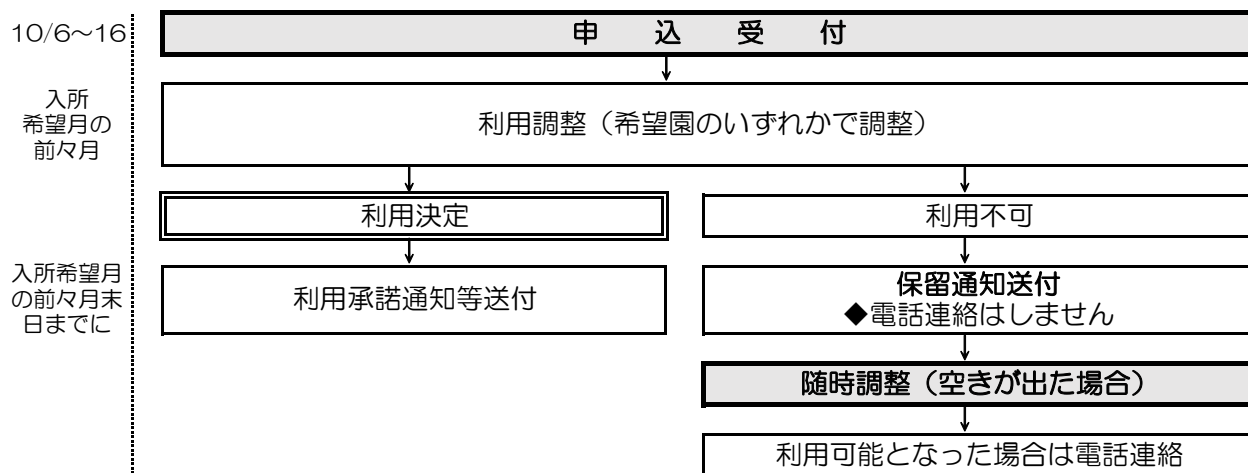 10/6～16
申込受付
入所
希望月の
前々月
利用調整（希望園のいずれかで調整）
利用決定
利用不可
入所希望月
の前々月末
日までに
利用承諾通知等送付
保留通知送付
◆電話連絡はしません
随時調整（空きが出た場合）
利用可能となった場合は電話連絡